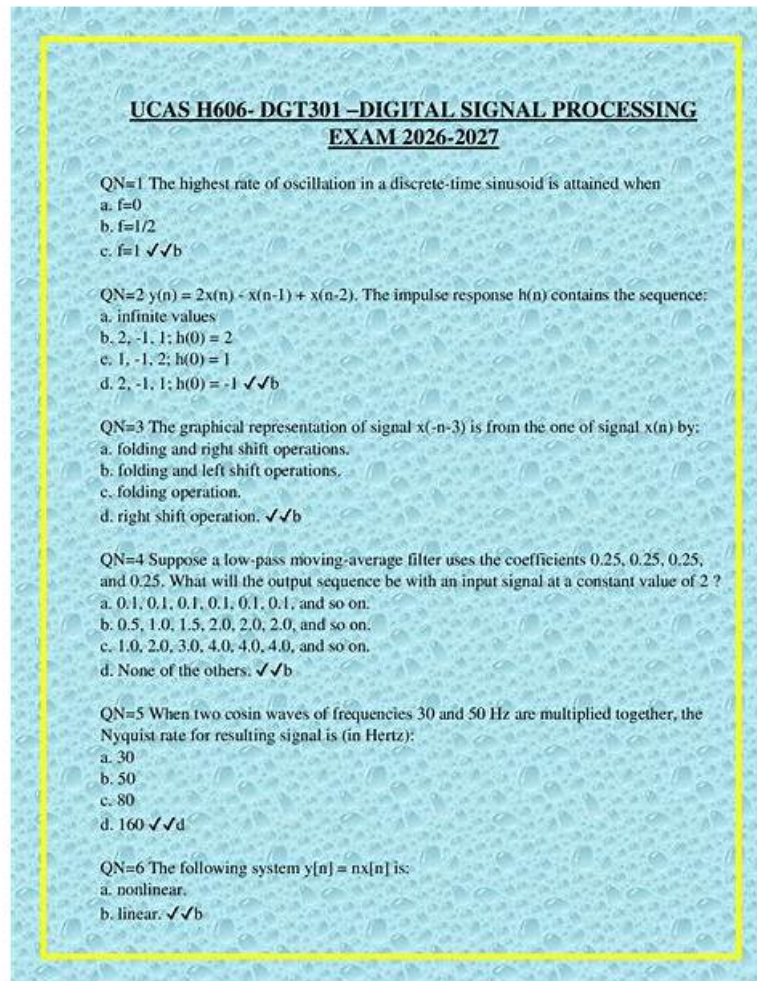 UCAS H606- DGT301 –DIGITAL SIGNAL PROCESSING
EXAM 2026-2027
QN=1 The highest rate of oscillation in a discrete-time sinusoid is attained when
a. f=0
b. f=1/2
c. f=1 ✓✓b
QN=2 y(n) = 2x(n) - x(n-1) + x(n-2). The impulse response h(n) contains the sequence:
a. infinite values
b. 2, -1, 1; h(0) = 2
c. 1, -1, 2; h(0) = 1
d. 2, -1, 1; h(0) = -1 ✓✓b
QN=3 The graphical representation of signal x(-n-3) is from the one of signal x(n) by:
a. folding and right shift operations.
b. folding and left shift operations.
c. folding operation.
d. right shift operation. ✓✓b
QN=4 Suppose a low-pass moving-average filter uses the coefficients 0.25, 0.25, 0.25,
and 0.25. What will the output sequence be with an input signal at a constant value of 2 ?
a. 0.1, 0.1, 0.1, 0.1, 0.1, 0.1, and so on.
b. 0.5, 1.0, 1.5, 2.0, 2.0, 2.0, and so on.
c. 1.0, 2.0, 3.0, 4.0, 4.0, 4.0, and so on.
d. None of the others. ✓✓b
QN=5 When two cosin waves of frequencies 30 and 50 Hz are multiplied together, the
Nyquist rate for resulting signal is (in Hertz):
a. 30
b. 50
c. 80
d. 160 ✓✓d
QN=6 The following system y[n] = nx[n] is:
a. nonlinear.
b. linear. ✓✓b